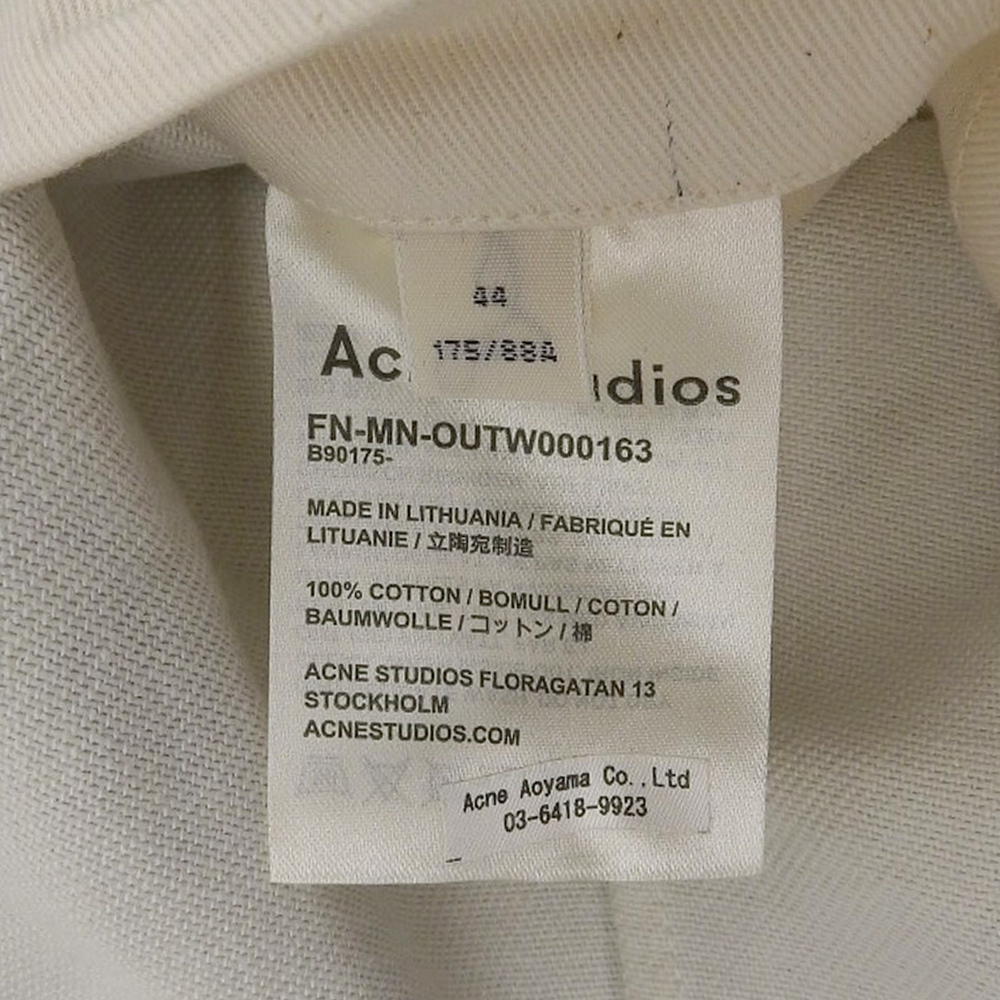 44
175/88A
Ac udios
FN-MN-OUTW000163
B90175-
MADE IN LITHUANIA / FABRIQUÉ EN
LITUANIE / 立陶宛制造
100% COTTON / BOMULL / COTON /
BAUMWOLLE / コットン / 棉
ACNE STUDIOS FLORAGATAN 13
STOCKHOLM
ACNESTUDIOS.COM
Acne Aoyama Co.,Ltd
03-6418-9923